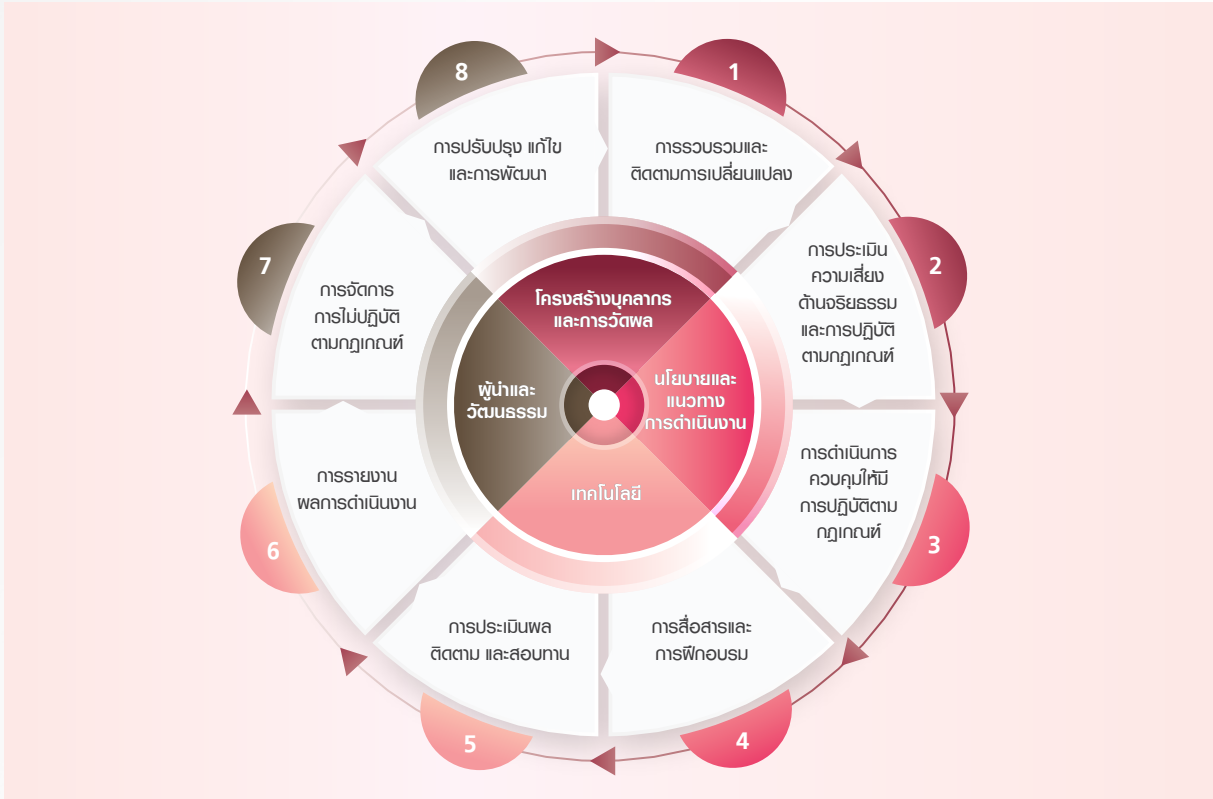 1
การรวบรวมและ
ติดตามการเปลี่ยนแปลง
2
การประเมิน
ความเสี่ยง
ด้านจริยธรรม
และการปฏิบัติ
ตามกฎเกณฑ์
3
การดำเนินการ
ควบคุมให้มี
การปฏิบัติตาม
กฎเกณฑ์
4
การสื่อสารและ
การฝึกอบรม
5
การประเมินผล
ติดตาม และสอบทาน
6
การรายงาน
ผลการดำเนินงาน
7
การจัดการ
การไม่ปฏิบัติ
ตามกฎเกณฑ์
8
การปรับปรุง แก้ไข
และการพัฒนา
โครงสร้างบุคลากร
และการวัดผล
นโยบายและ
แนวทาง
การดำเนินงาน
เทคโนโลยี
ผู้นำและ
วัฒนธรรม